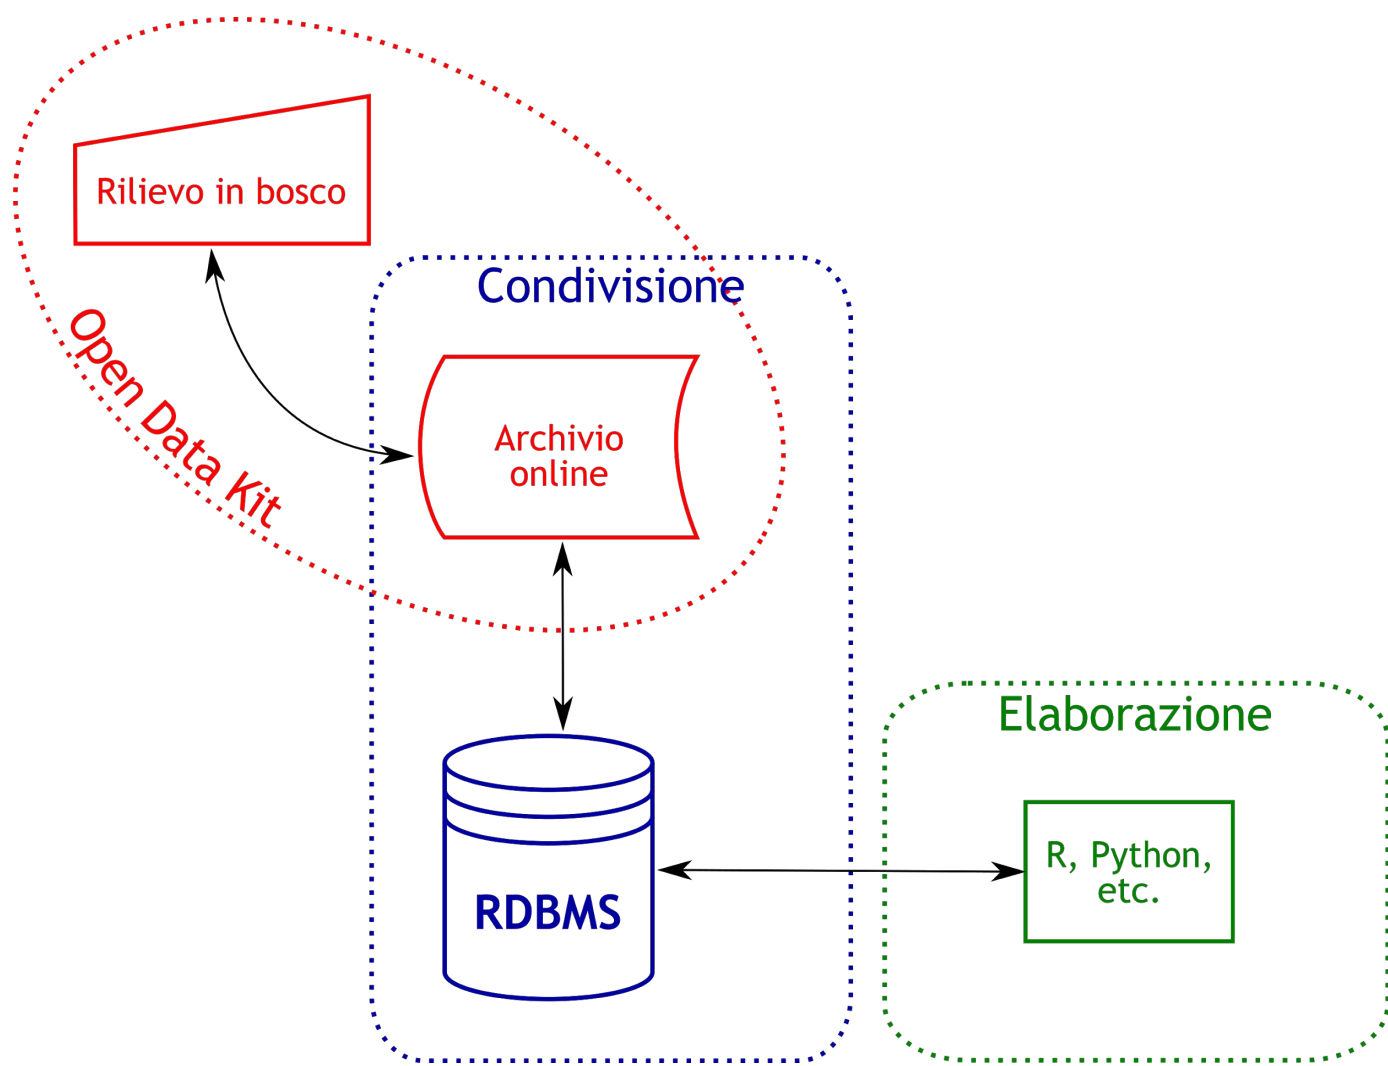 Rilievo in bosco
Open Data Kit
Condivisione
Archivio
online
RDBMS
Elaborazione
R, Python,
etc.